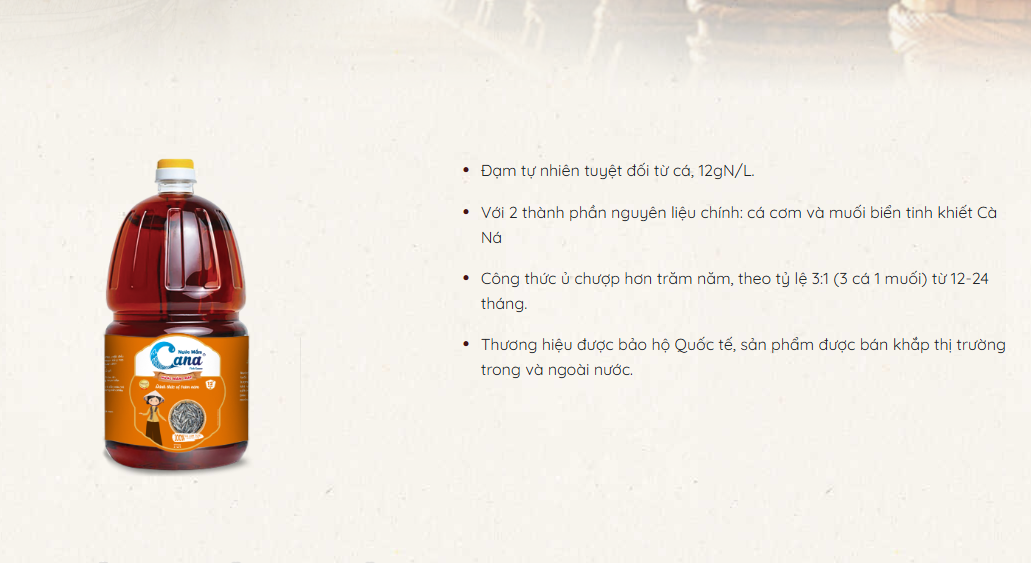 Đạm tự nhiên tuyệt đối từ cá, 12gN/L.
Với 2 thành phần nguyên liệu chính: cá cơm và muối biển tinh khiết Cà
Ná
Công thức ủ chượp hơn trăm năm, theo tỷ lệ 3:1 (3 cá 1 muối) từ 12-24
tháng.
Thương hiệu được bảo hộ Quốc tế, sản phẩm được bán khắp thị trường
trong và ngoài nước.
Nước Mắm
Cana